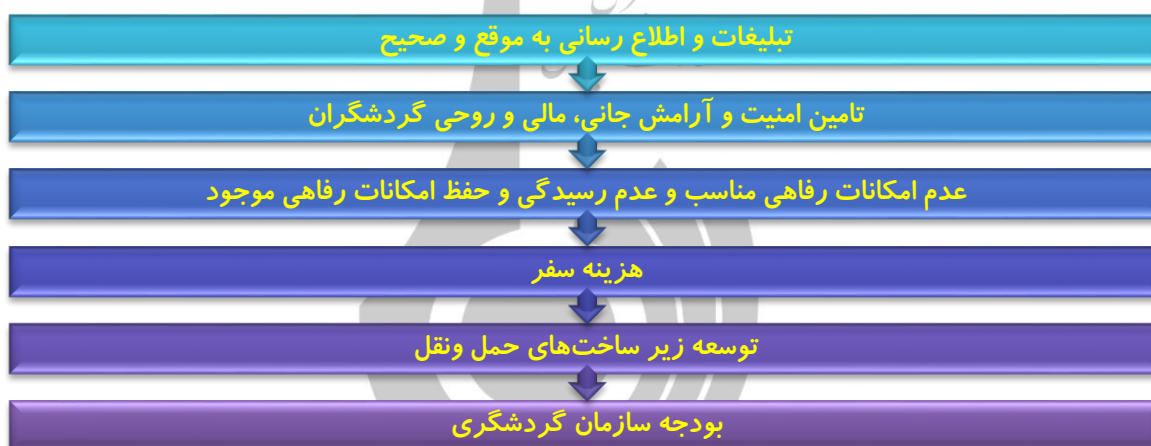 تبلیغات و اطلاع رسانی به موقع و صحیح
تامین امنیت و آرامش جانی، مالی و روحی گردشگران
عدم امکانات رفاهی مناسب و عدم رسیدگی و حفظ امکانات رفاهی موجود
هزینه سفر
توسعه زیر ساخت‌های حمل ونقل
بودجه سازمان گردشگری